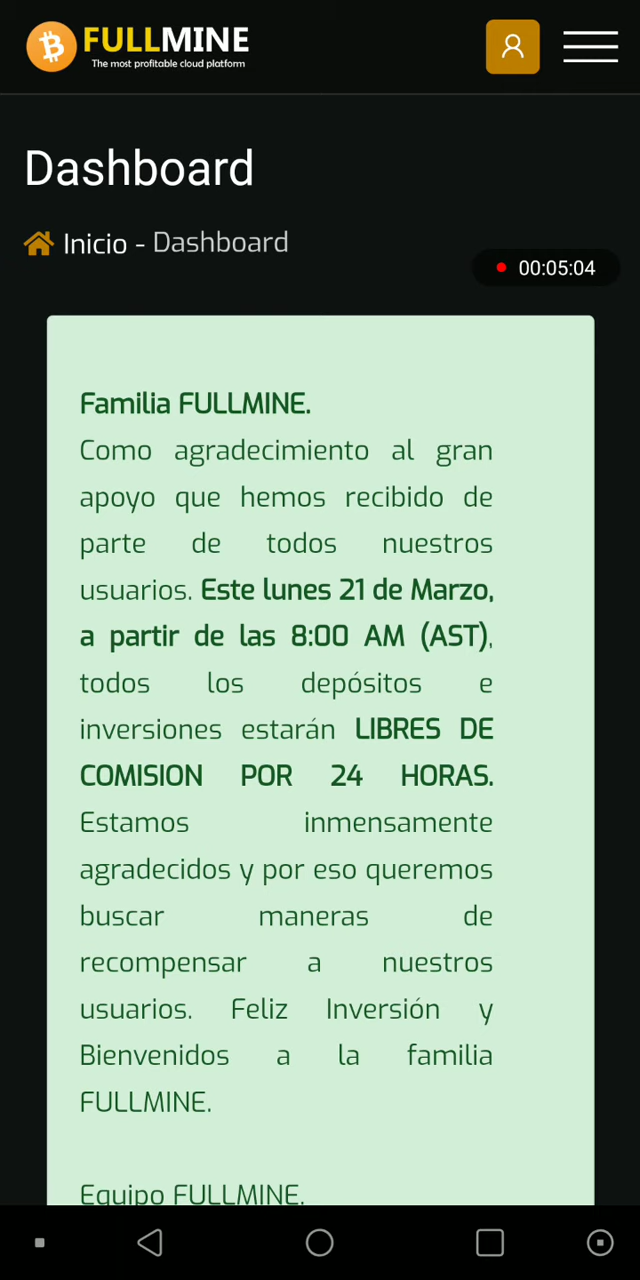 FULLMINE
The most profitable cloud platform
Dashboard
Inicio - Dashboard
00:05:04
Familia FULLMINE.
Como agradecimiento al gran
apoyo que hemos recibido de
parte de todos nuestros
usuarios. Este lunes 21 de Marzo,
a partir de las 8:00 AM (AST),
todos los depósitos e
inversiones estarán LIBRES DE
COMISION POR 24 HORAS.
Estamos inmensamente
agradecidos y por eso queremos
buscar maneras de
recompensar a nuestros
usuarios. Feliz Inversión y
Bienvenidos a la familia
FULLMINE.
Equipo FULLMINE.